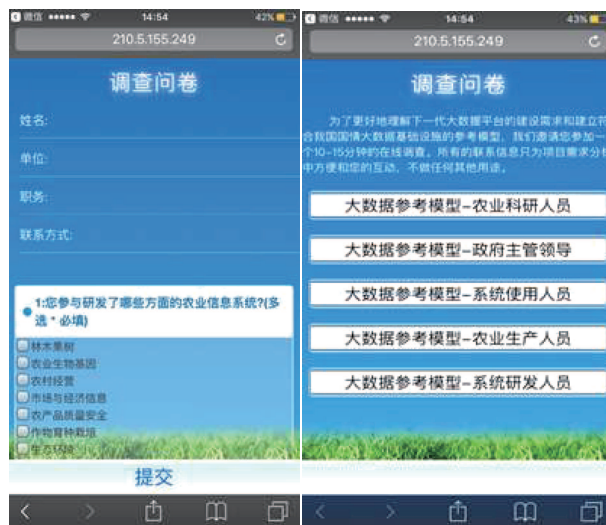 微信 14:54 42%
210.5.155.249
调查问卷
姓名:
单位:
职务:
联系方式:
1:您参与研发了哪些方面的农业信息系统?(多
选 * 必填)
林木果树
农业生物基因
农村经营
市场与经济信息
农产品质量安全
作物育种栽培
生态环境
提交
微信 14:54 43%
210.5.155.249
调查问卷
为了更好地理解下一代大数据平台的建设需求和建立符
合我国国情大数据基础设施的参考模型，我们邀请您参加一
个10-15分钟的在线调查。所有的联系信息只为项目需求分析
中方便和您的互动，不做任何其他用途。
大数据参考模型-农业科研人员
大数据参考模型-政府主管领导
大数据参考模型-系统使用人员
大数据参考模型-农业生产人员
大数据参考模型-系统研发人员